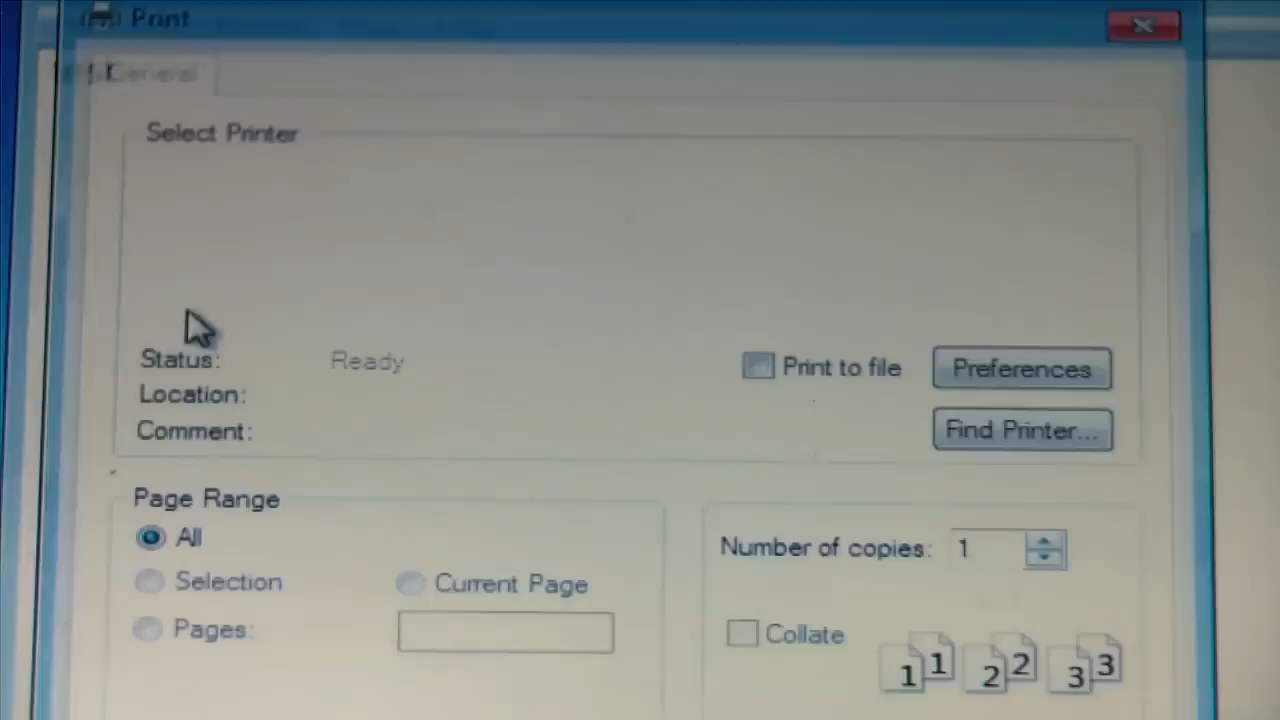 Print
General
Select Printer
Status: Ready
Location:
Comment:
Print to file
Preferences
Find Printer...
Page Range
All
Selection
Current Page
Pages:
Number of copies: 1
Collate
1 1 2 2 3 3